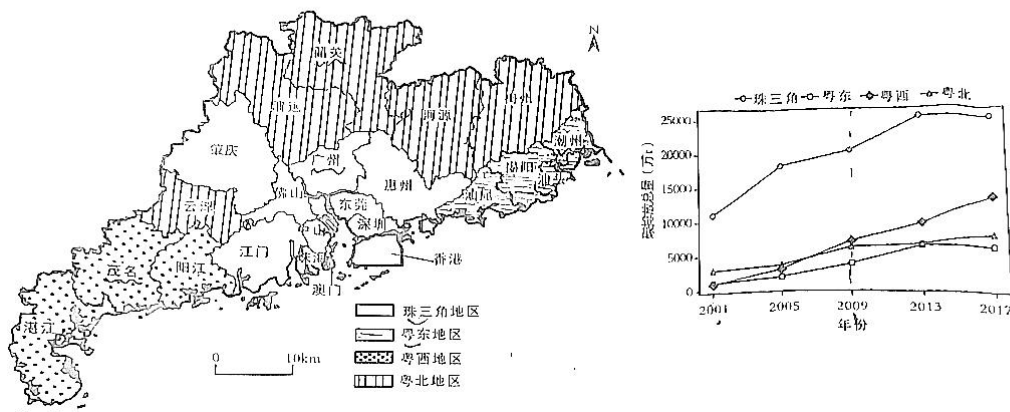 韶关
N
清远
河源
梅州
潮州
揭阳
汕头
汕尾
肇庆
广州
惠州
佛山
东莞
深圳
云浮
中山
江门
珠海
香港
澳门
茂名
阳江
湛江
珠三角地区
粤东地区
粤西地区
粤北地区
0 10km
珠三角 粤东 粤西 粤北
25000
20000
15000
10000
5000
0
2001 2005 2009 2013 2017
年份